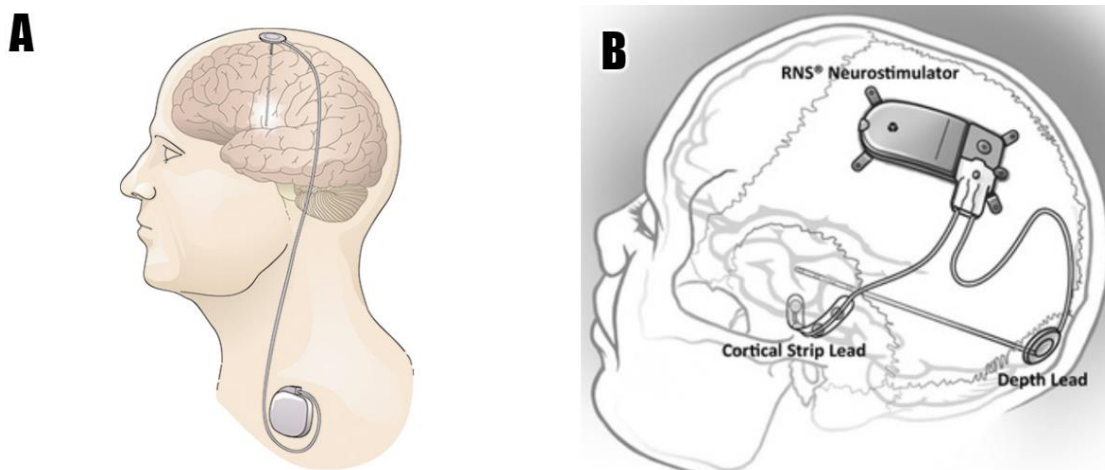 A
B
RNS® Neurostimulator
Cortical Strip Lead
Depth Lead